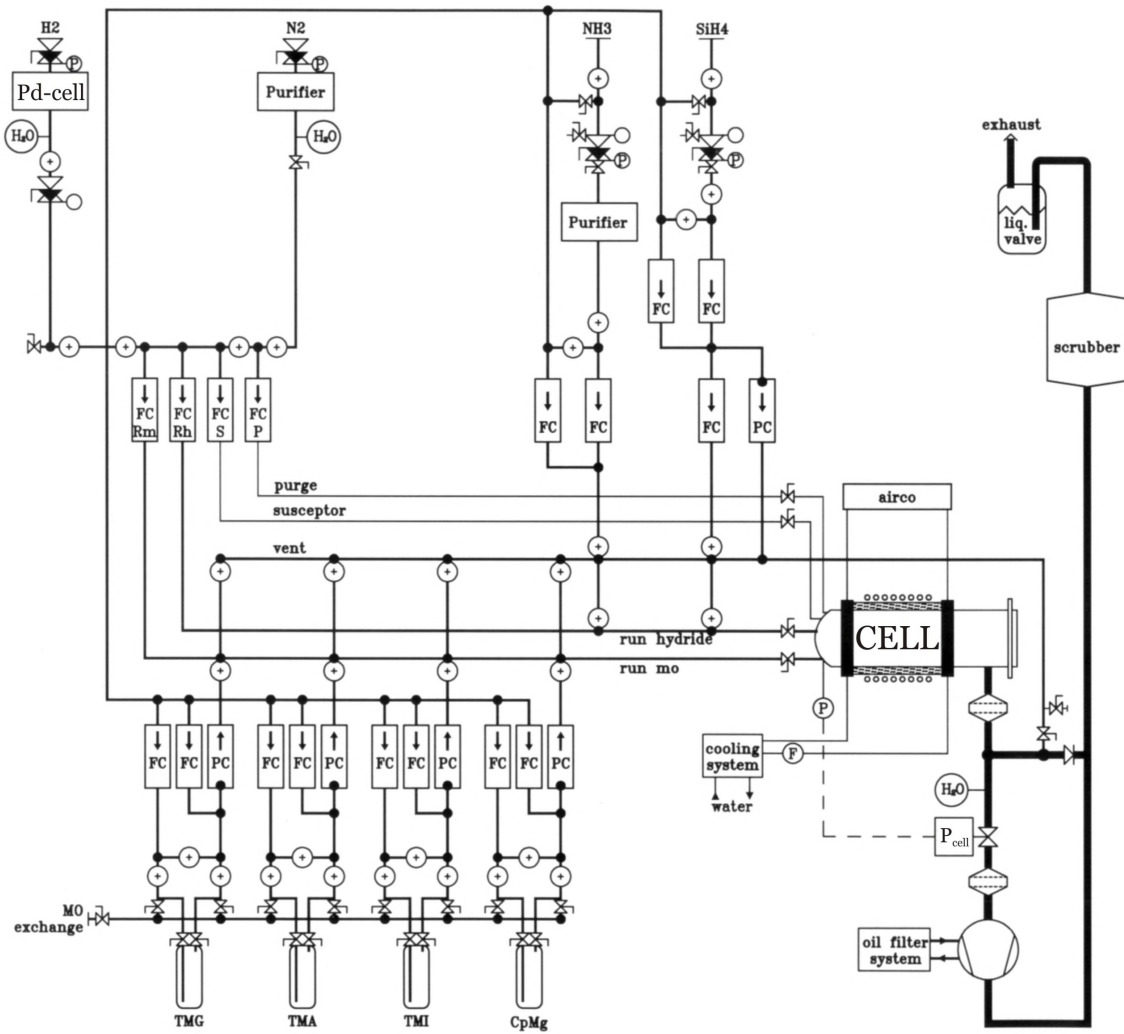 H2
N2
NH3
SiH4
P
P
Pd-cell
Purifier
H2O
H2O
exhaust
P
P
Purifier
liq.
valve
FC
FC
scrubber
FC
Rm
FC
Rh
FC
S
FC
P
FC
FC
FC
PC
purge
susceptor
vent
airco
run hydride
CELL
run mo
P
FC
FC
PC
FC
FC
PC
FC
FC
PC
FC
FC
PC
cooling
system
F
water
H2O
Pcell
MO
exchange
oil filter
system
TMG
TMA
TMI
CpMg